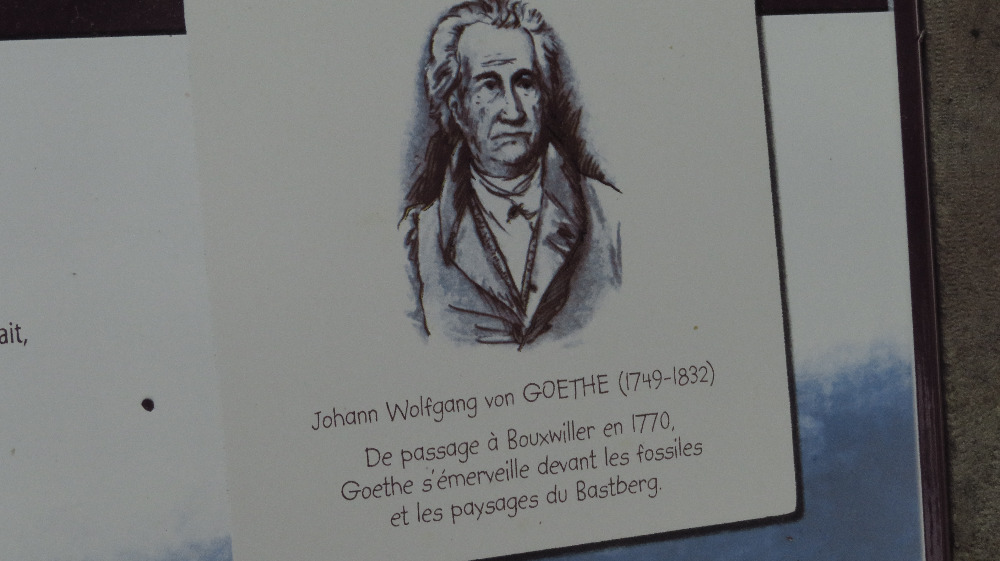 ait,
Johann Wolfgang von GOETHE (1749-1832)
De passage à Bouxwiller en 1770,
Goethe s'émerveille devant les fossiles
et les paysages du Bastberg.